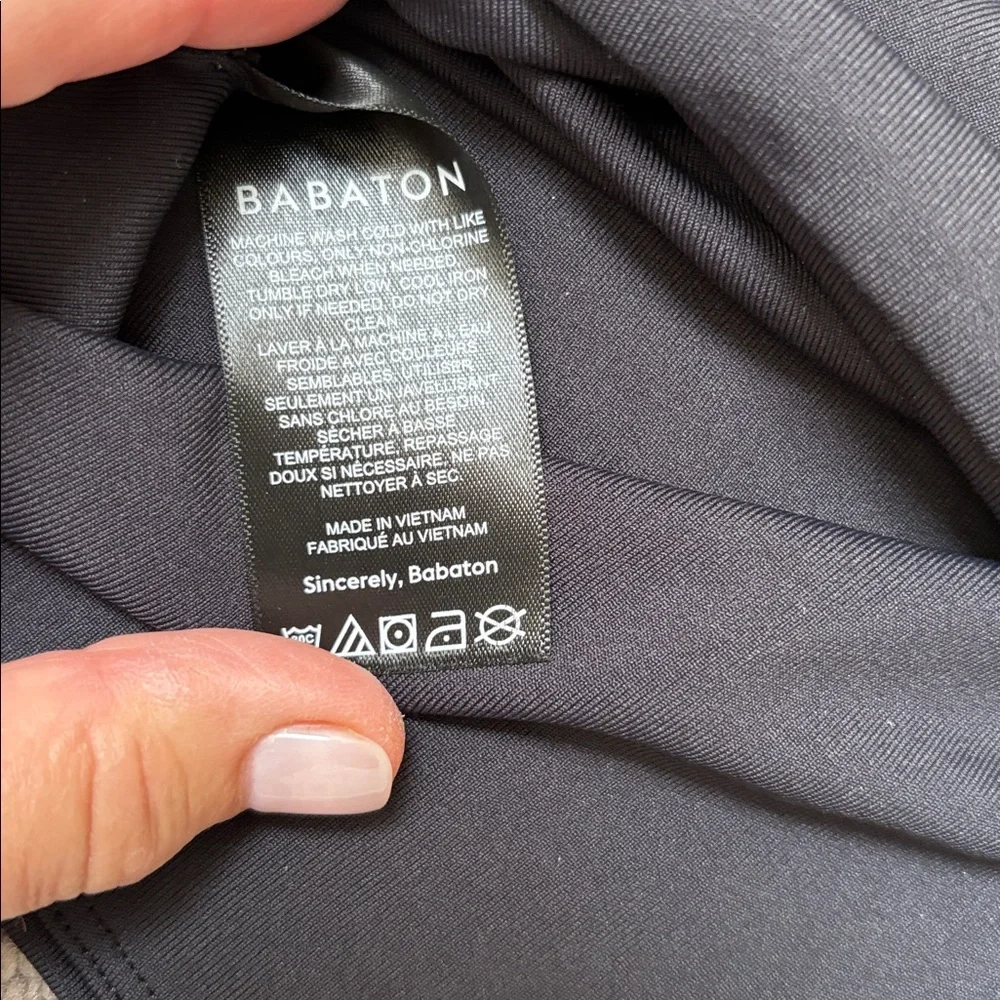 BABATON
MACHINE WASH COLD WITH LIKE
COLOURS, ONLY NON-CHLORINE
BLEACH WHEN NEEDED,
TUMBLE DRY LOW, COOL IRON
ONLY IF NEEDED, DO NOT DRY
CLEAN.
LAVER À LA MACHINE À L'EAU
FROIDE AVEC COULEURS
SEMBLABLES, UTILISER
SEULEMENT UN JAVELLISANT
SANS CHLORE AU BESOIN,
SÉCHER À BASSE
TEMPÉRATURE, REPASSAGE
DOUX SI NÉCESSAIRE, NE PAS
NETTOYER À SEC.
MADE IN VIETNAM
FABRIQUÉ AU VIETNAM
Sincerely, Babaton
30C